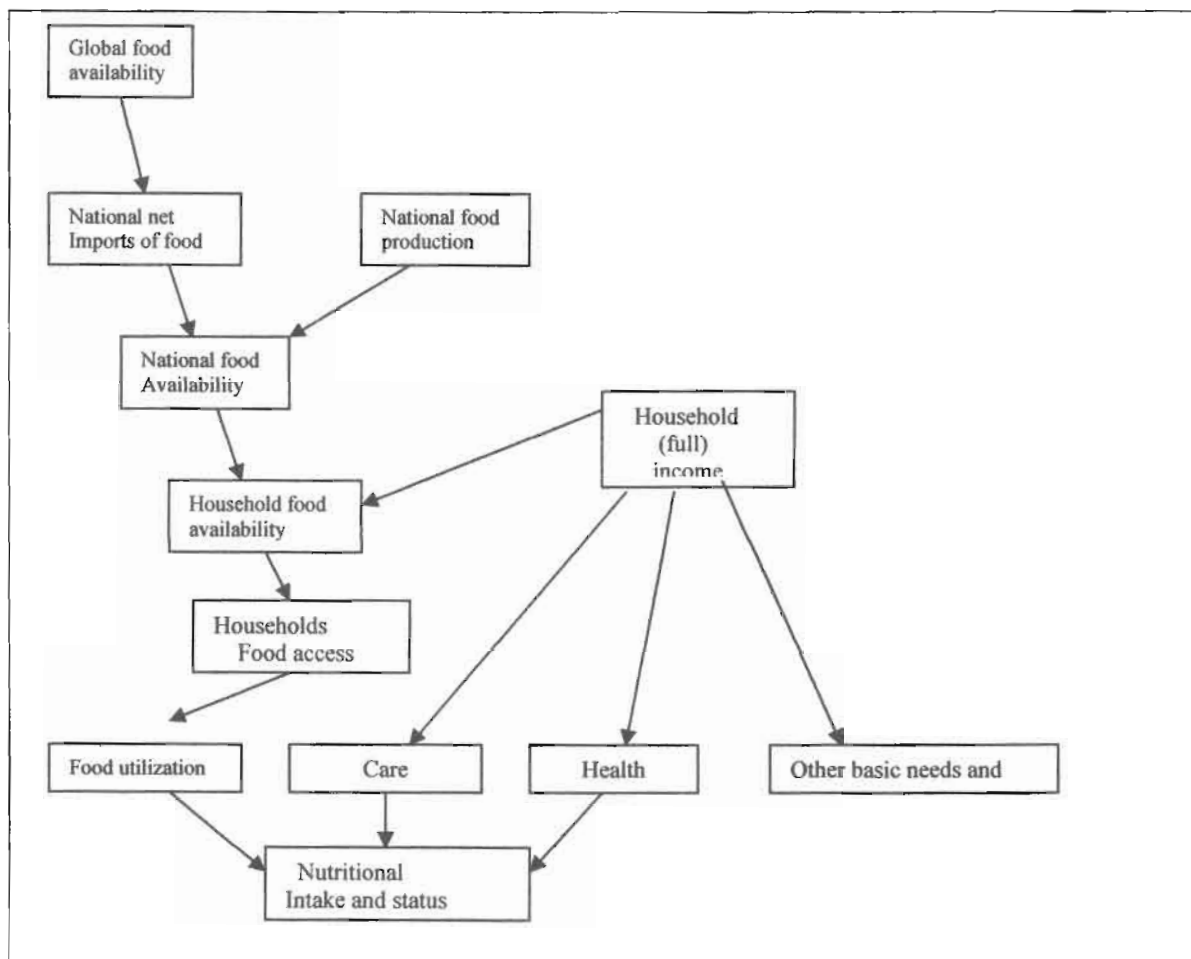 Global food
availability
National net
Imports of food
National food
production
National food
Availability
Household
(full)
income
Household food
availability
Households
Food access
Food utilization
Care
Health
Other basic needs and
Nutritional
Intake and status